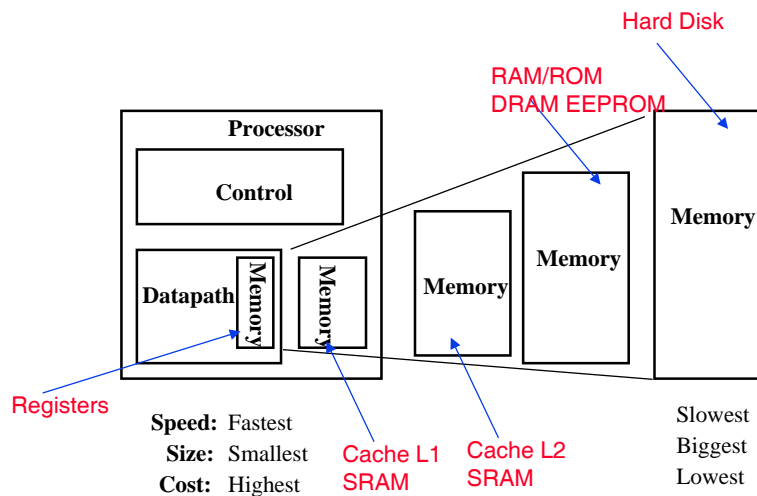 Hard Disk
RAM/ROM
DRAM EEPROM
Processor
Control
Datapath
Memory
Memory
Memory
Memory
Memory
Registers
Speed: Fastest
Size: Smallest
Cost: Highest
Cache L1
SRAM
Cache L2
SRAM
Slowest
Biggest
Lowest